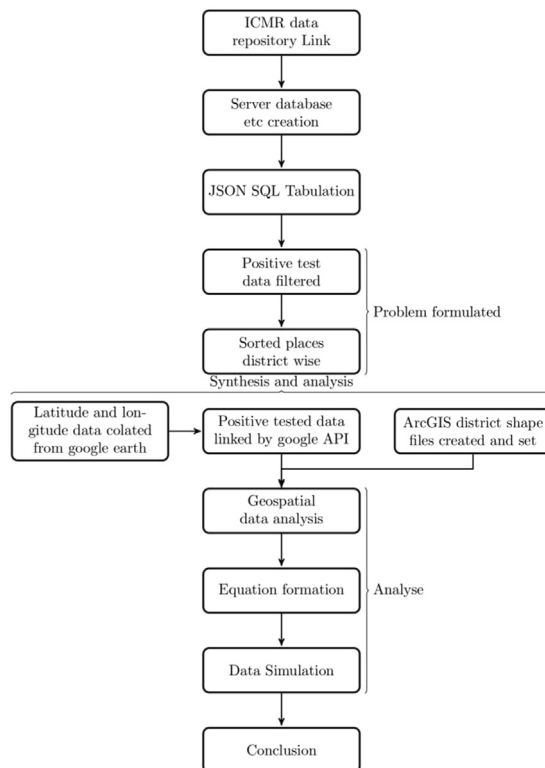 ICMR data
repository Link
Server database
etc creation
JSON SQL Tabulation
Positive test
data filtered
Problem formulated
Sorted places
district wise
Synthesis and analysis
Latitude and lon-
gitude data colated
from google earth
Positive tested data
linked by google API
ArcGIS district shape
files created and set
Geospatial
data analysis
Equation formation
Analyse
Data Simulation
Conclusion